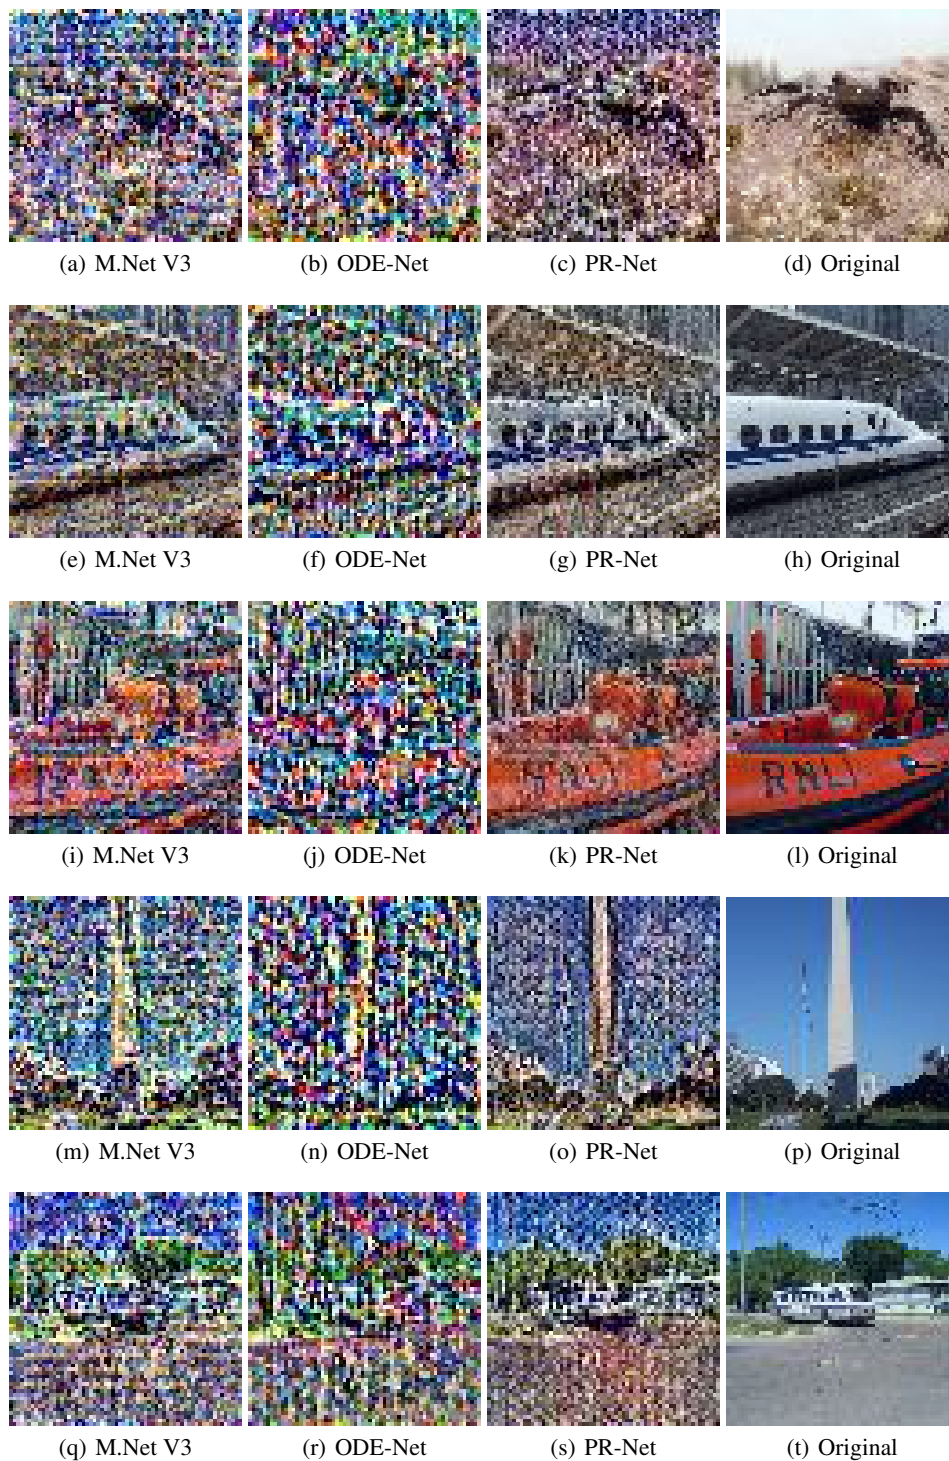 (a) M.Net V3 (b) ODE-Net (c) PR-Net (d) Original
(e) M.Net V3 (f) ODE-Net (g) PR-Net (h) Original
RNLI
(i) M.Net V3 (j) ODE-Net (k) PR-Net (l) Original
(m) M.Net V3 (n) ODE-Net (o) PR-Net (p) Original
(q) M.Net V3 (r) ODE-Net (s) PR-Net (t) Original